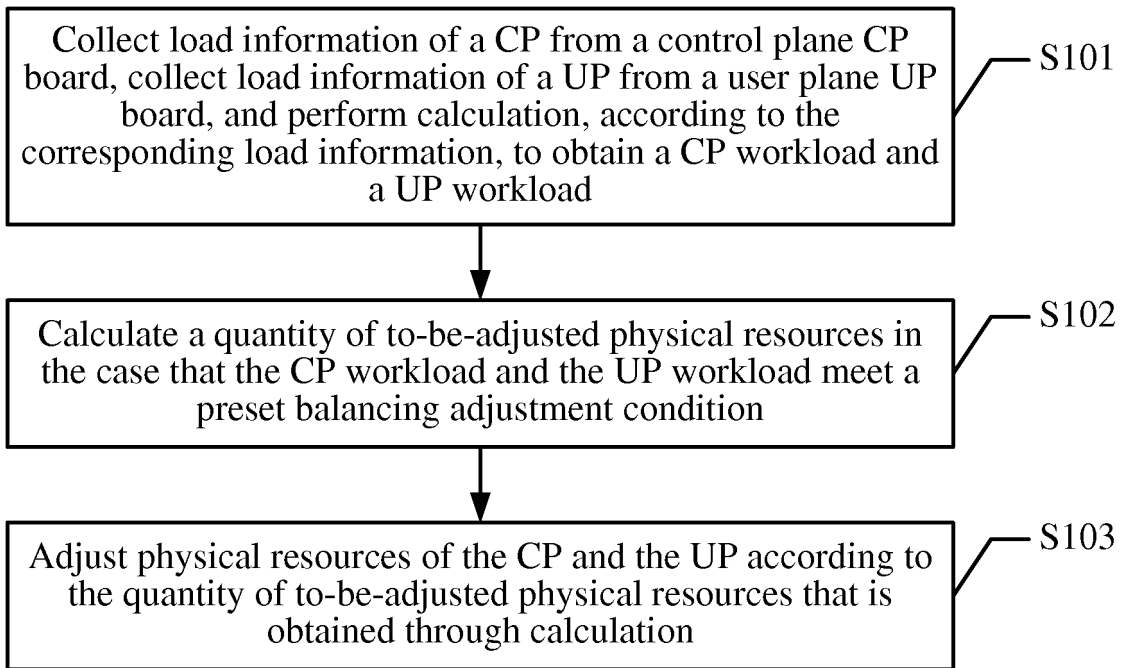 Collect load information of a CP from a control plane CP
board, collect load information of a UP from a user plane UP
board, and perform calculation, according to the
corresponding load information, to obtain a CP workload and
a UP workload
S101
Calculate a quantity of to-be-adjusted physical resources in
the case that the CP workload and the UP workload meet a
preset balancing adjustment condition
S102
Adjust physical resources of the CP and the UP according to
the quantity of to-be-adjusted physical resources that is
obtained through calculation
S103